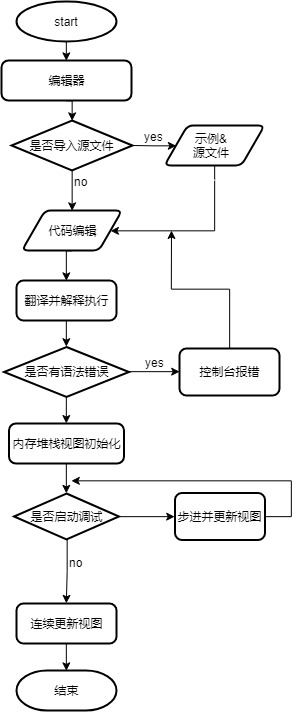 start
编辑器
是否导入源文件
yes
示例&
源文件
no
代码编辑
翻译并解释执行
是否有语法错误
yes
控制台报错
内存堆栈视图初始化
是否启动调试
步进并更新视图
no
连续更新视图
结束